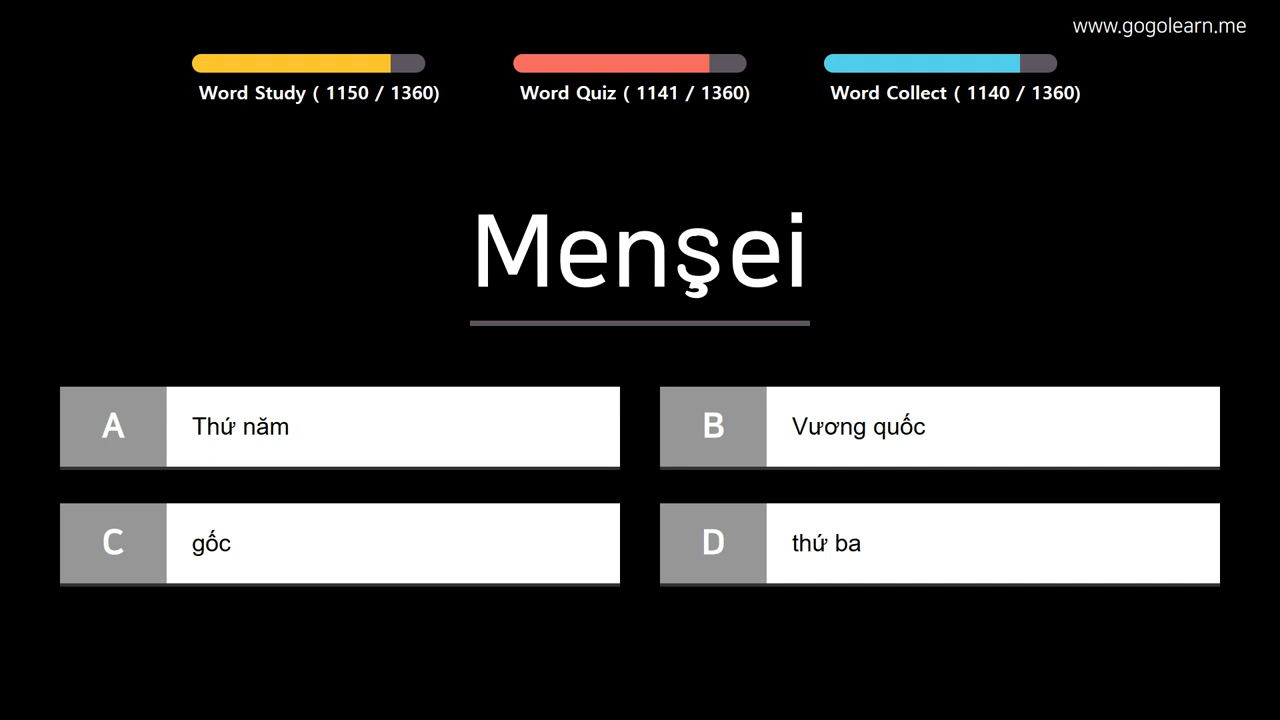 www.gogolearn.me
Word Study ( 1150 / 1360)
Word Quiz ( 1141 / 1360)
Word Collect ( 1140 / 1360)
Menşei
A Thứ năm
B Vương quốc
C gốc
D thứ ba